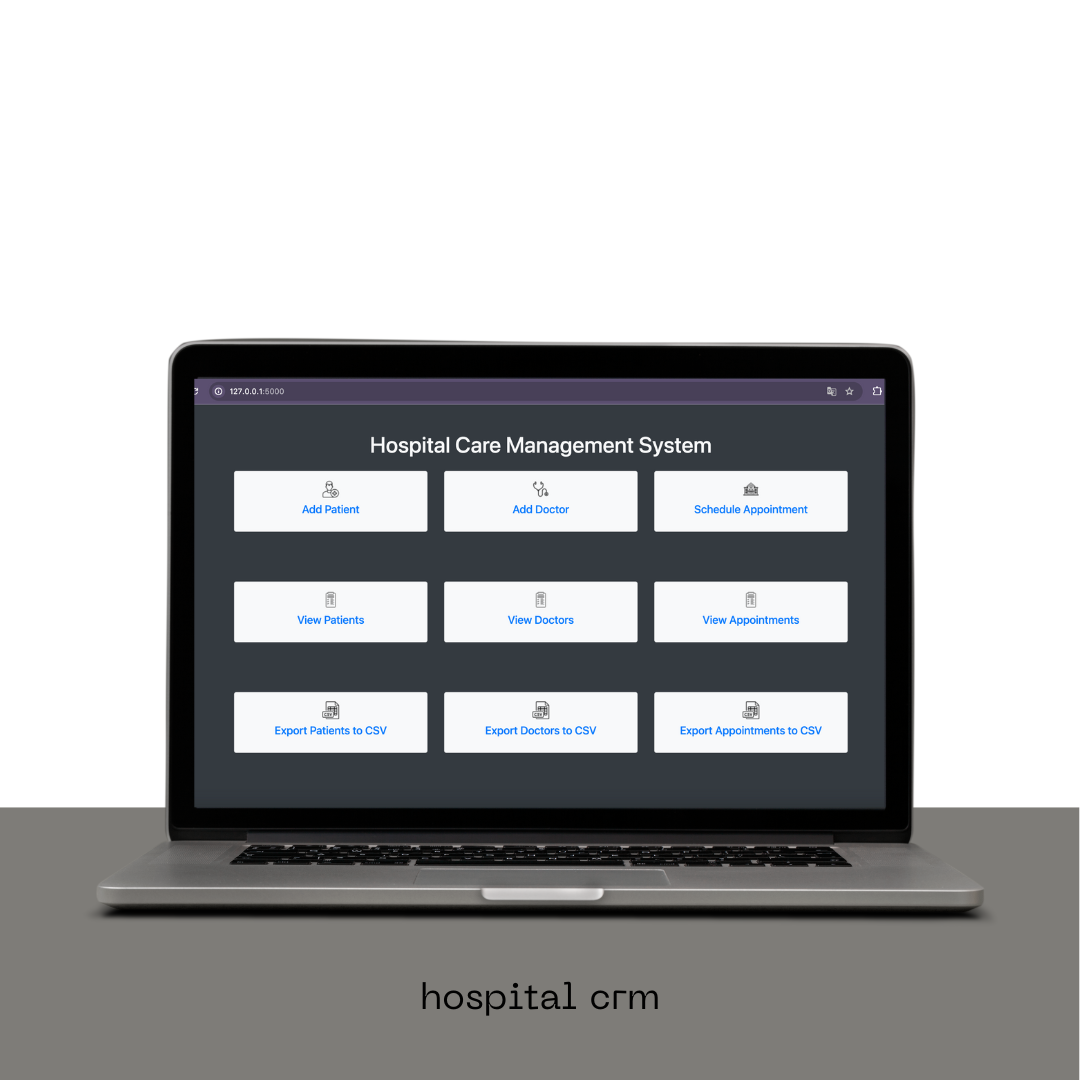 127.0.0.1:5000
Hospital Care Management System
Add Patient
Add Doctor
Schedule Appointment
View Patients
View Doctors
View Appointments
Export Patients to CSV
Export Doctors to CSV
Export Appointments to CSV
hospital crm